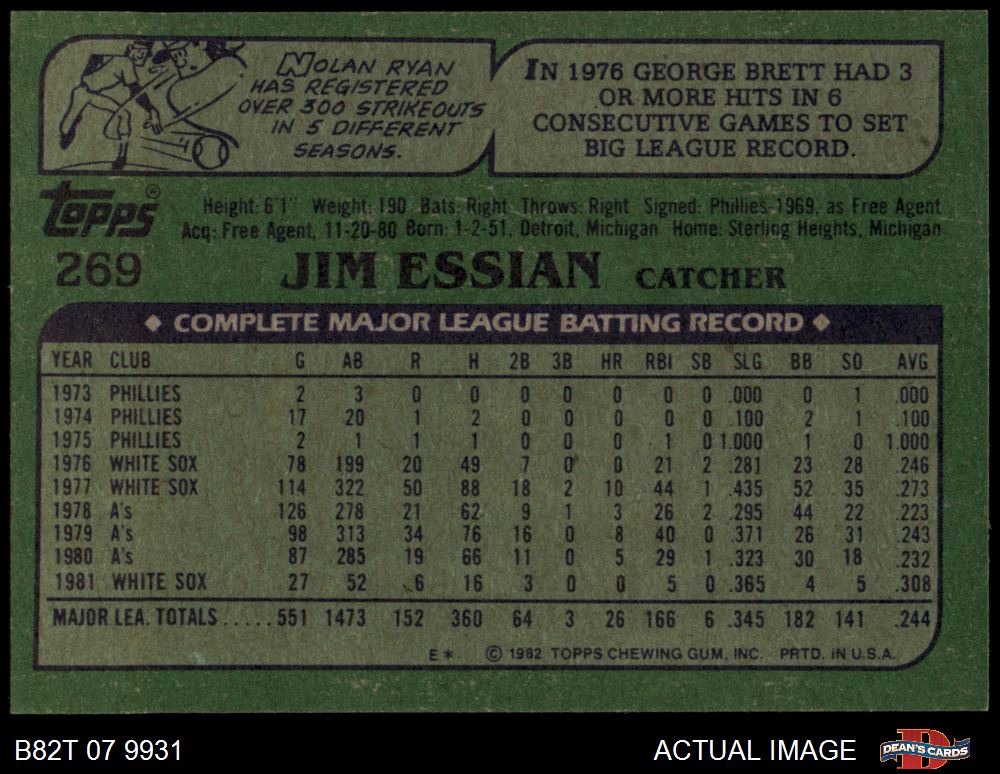 NOLAN RYAN
HAS REGISTERED
OVER 300 STRIKEOUTS
IN 5 DIFFERENT
SEASONS.
IN 1976 GEORGE BRETT HAD 3
OR MORE HITS IN 6
CONSECUTIVE GAMES TO SET
BIG LEAGUE RECORD.
topps®
Height: 6'1" Weight: 190 Bats: Right Throws: Right Signed: Phillies-1969, as Free Agent
Acq: Free Agent, 11-20-80 Born: 1-2-51, Detroit, Michigan Home: Sterling Heights, Michigan
269 JIM ESSIAN CATCHER
◆ COMPLETE MAJOR LEAGUE BATTING RECORD ◆
YEAR CLUB G AB R H 2B 3B HR RBI SB SLG BB SO AVG
1973 PHILLIES 2 3 0 0 0 0 0 0 0 .000 0 1 .000
1974 PHILLIES 17 20 1 2 0 0 0 0 0 .100 2 1 .100
1975 PHILLIES 2 1 1 1 0 0 0 1 0 1.000 1 0 1.000
1976 WHITE SOX 78 199 20 49 7 0 0 21 2 .281 23 28 .246
1977 WHITE SOX 114 322 50 88 18 2 10 44 1 .435 52 35 .273
1978 A's 126 278 21 62 9 1 3 26 2 .295 44 22 .223
1979 A's 98 313 34 76 16 0 8 40 0 .371 26 31 .243
1980 A's 87 285 19 66 11 0 5 29 1 .323 30 18 .232
1981 WHITE SOX 27 52 6 16 3 0 0 5 0 .365 4 5 .308
MAJOR LEA. TOTALS.....551 1473 152 360 64 3 26 166 6 .345 182 141 .244
E* © 1982 TOPPS CHEWING GUM, INC. PRTD. IN U.S.A.
B82T 07 9931
ACTUAL IMAGE
DEAN'S CARDS